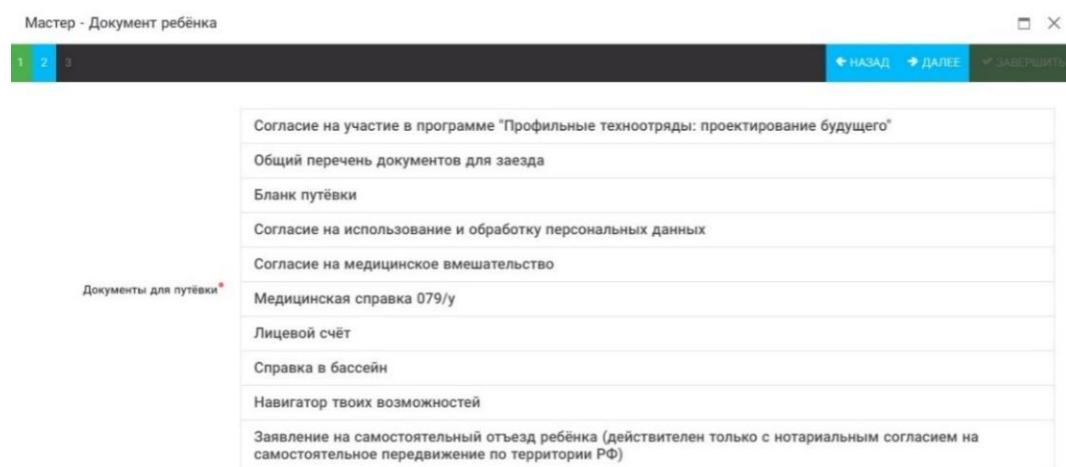 Мастер - Документ ребёнка
1 2 3 НАЗАД ДАЛЕЕ ЗАВЕРШИТЬ
Согласие на участие в программе "Профильные техноотряды: проектирование будущего"
Общий перечень документов для заезда
Бланк путёвки
Согласие на использование и обработку персональных данных
Согласие на медицинское вмешательство
Документы для путёвки*
Медицинская справка 079/у
Лицевой счёт
Справка в бассейн
Навигатор твоих возможностей
Заявление на самостоятельный отъезд ребёнка (действителен только с нотариальным согласием на
самостоятельное передвижение по территории РФ)